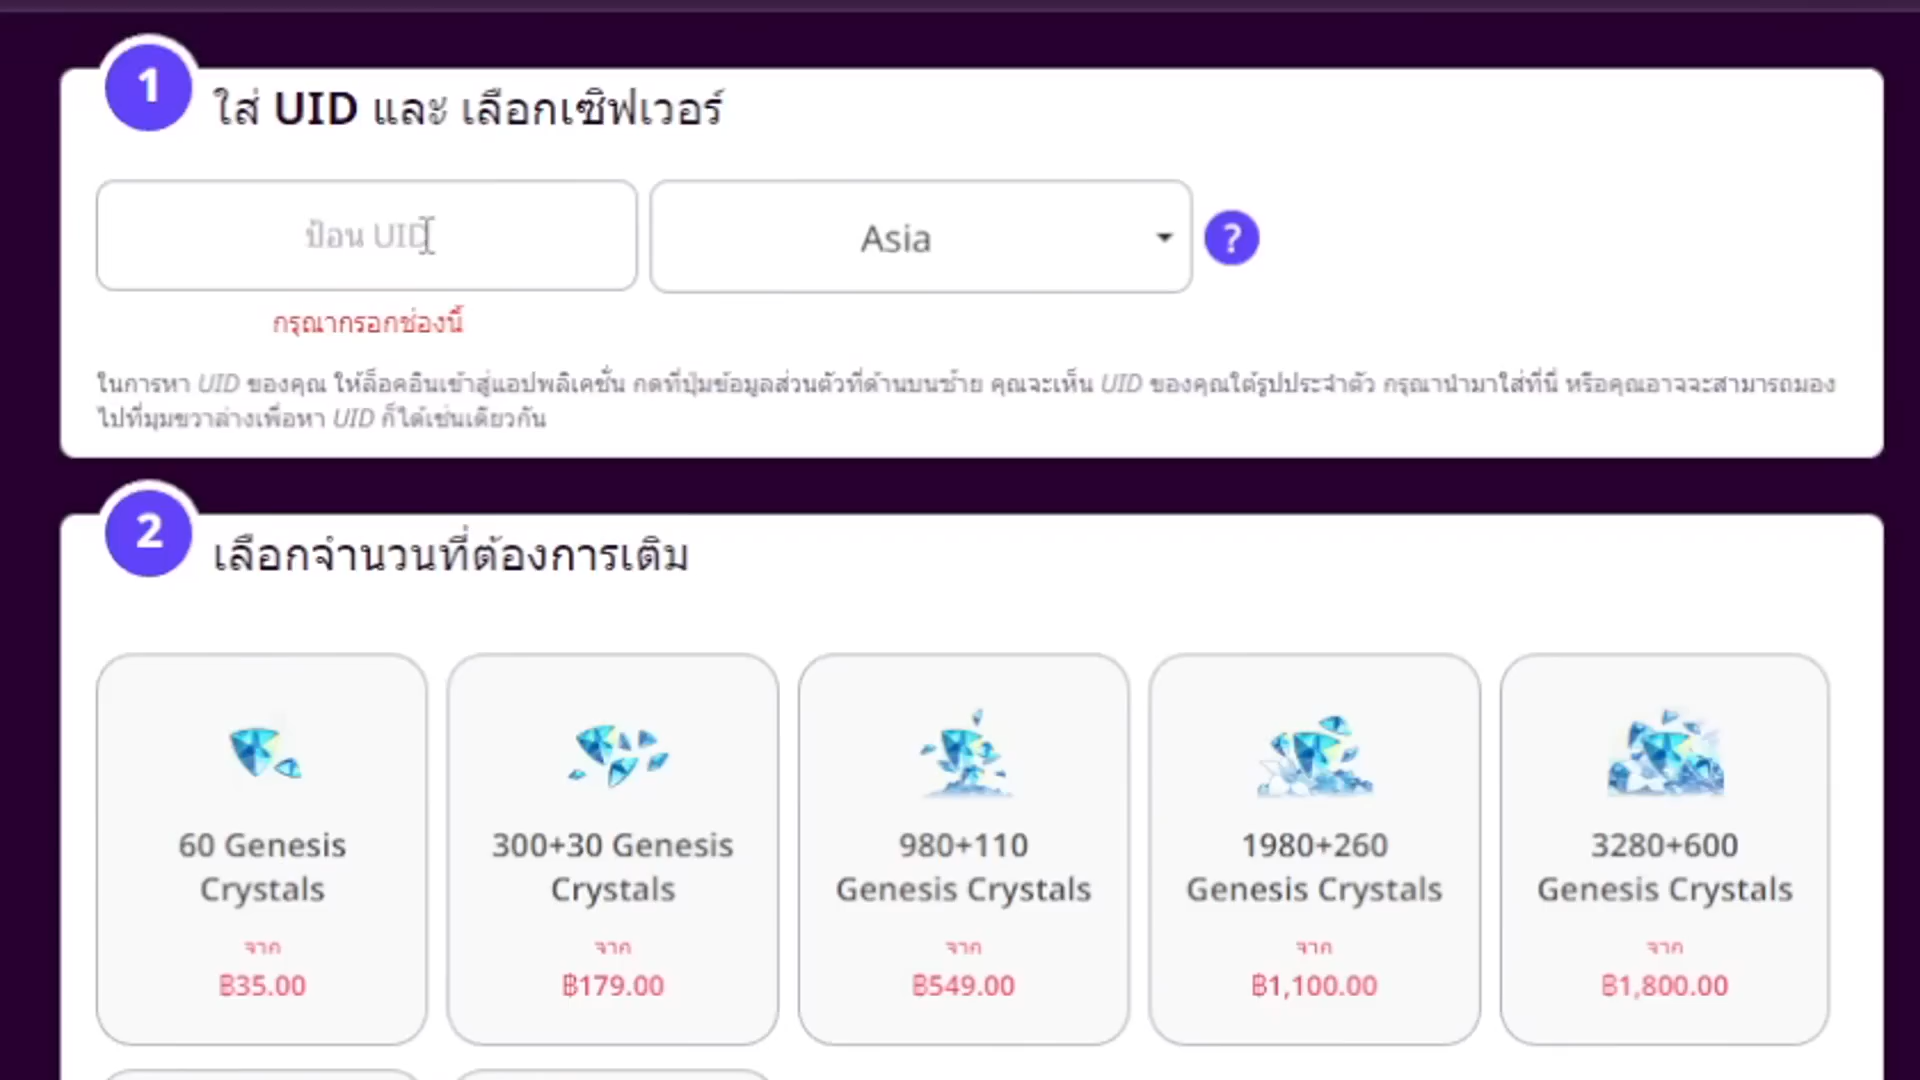 1
ใส่ UID และ เลือกเซิฟเวอร์
ป้อน UID
Asia
?
กรุณากรอกช่องนี้
ในการหา UID ของคุณ ให้ล็อคอินเข้าสู่แอปพลิเคชั่น กดที่ปุ่มข้อมูลส่วนตัวที่ด้านบนซ้าย คุณจะเห็น UID ของคุณใต้รูปประจำตัว กรุณานำมาใส่ที่นี่ หรือคุณอาจจะสามารถมอง
ไปที่มุมขวาล่างเพื่อหา UID ก็ได้เช่นเดียวกัน
2
เลือกจำนวนที่ต้องการเติม
60 Genesis
Crystals
จาก
฿35.00
300+30 Genesis
Crystals
จาก
฿179.00
980+110
Genesis Crystals
จาก
฿549.00
1980+260
Genesis Crystals
จาก
฿1,100.00
3280+600
Genesis Crystals
จาก
฿1,800.00